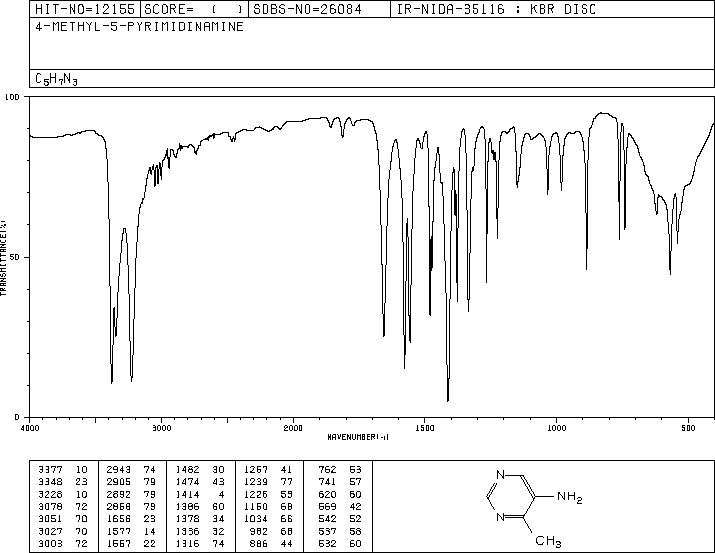 HIT-NO=12155 SCORE= ( ) SDBS-NO=26084 IR-NIDA-35116 : KBR DISC
4-METHYL-5-PYRIMIDINAMINE
C5H7N3
100
50
0
TRANSMITTANCE(%)
4000 3000 2000 1500 1000 500
WAVENUMBER(-1)
3377 10 2943 74 1482 30 1267 41 762 53
3348 23 2905 79 1474 43 1239 77 741 57
3228 10 2892 79 1414 4 1226 53 620 60
3078 72 2868 79 1386 60 1150 68 569 42
3051 70 1656 23 1378 34 1034 66 542 52
3027 70 1577 14 1336 32 982 68 537 58
3003 72 1557 22 1316 74 886 44 532 60
N
NH2
N
CH3